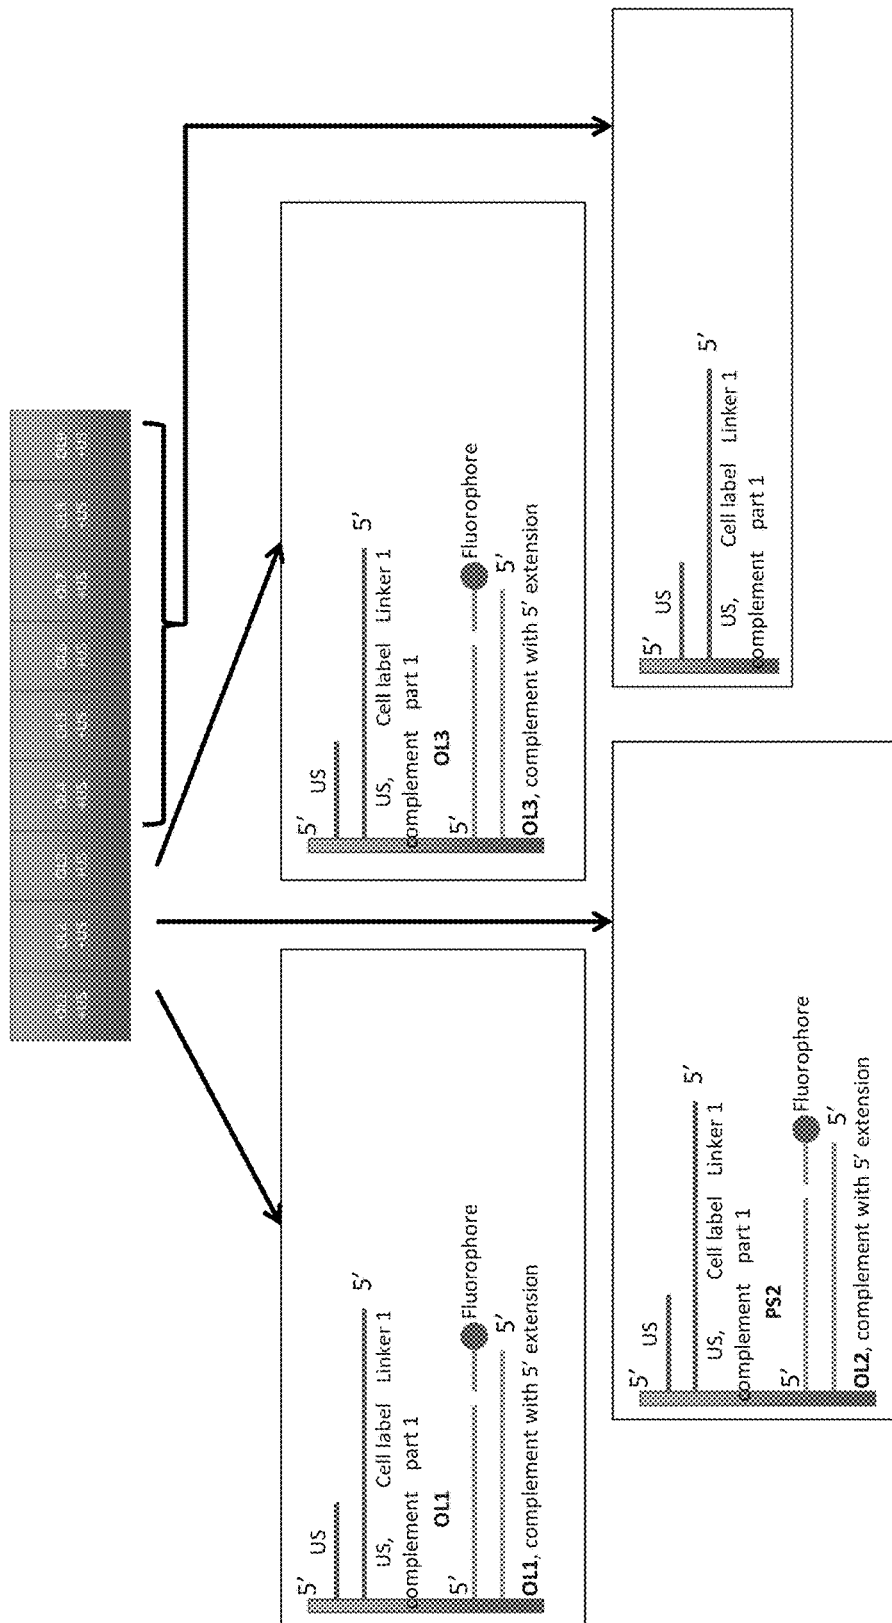 5′
US
US, Cell label Linker 1
complement part 1
5′
OL1
5′
Fluorophore
5′
OL1, complement with 5′ extension
5′
US
US, Cell label Linker 1
complement part 1
5′
OL3
5′
Fluorophore
5′
OL3, complement with 5′ extension
5′
US
US, Cell label Linker 1
complement part 1
5′
PS2
5′
Fluorophore
5′
OL2, complement with 5′ extension
5′
US
US, Cell label Linker 1
complement part 1
5′